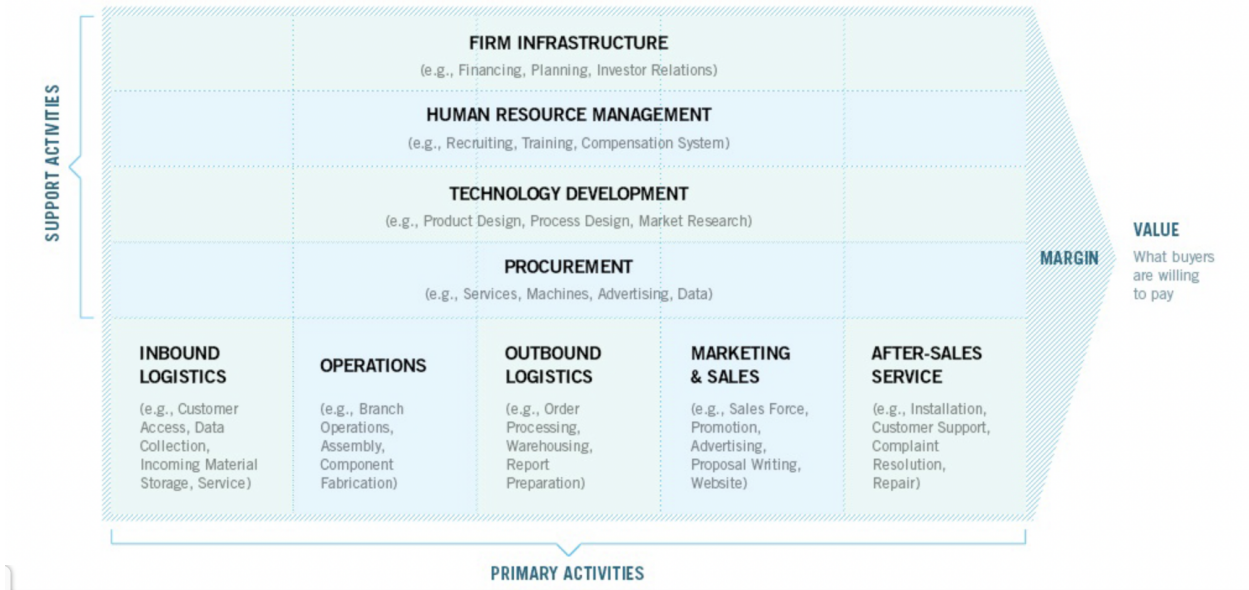 SUPPORT ACTIVITIES
FIRM INFRASTRUCTURE
(e.g., Financing, Planning, Investor Relations)
HUMAN RESOURCE MANAGEMENT
(e.g., Recruiting, Training, Compensation System)
TECHNOLOGY DEVELOPMENT
(e.g., Product Design, Process Design, Market Research)
PROCUREMENT
(e.g., Services, Machines, Advertising, Data)
INBOUND
LOGISTICS
(e.g., Customer
Access, Data
Collection,
Incoming Material
Storage, Service)
OPERATIONS
(e.g., Branch
Operations,
Assembly,
Component
Fabrication)
OUTBOUND
LOGISTICS
(e.g., Order
Processing,
Warehousing,
Report
Preparation)
MARKETING
& SALES
(e.g., Sales Force,
Promotion,
Advertising,
Proposal Writing,
Website)
AFTER-SALES
SERVICE
(e.g., Installation,
Customer Support,
Complaint
Resolution,
Repair)
MARGIN
VALUE
What buyers
are willing
to pay
PRIMARY ACTIVITIES